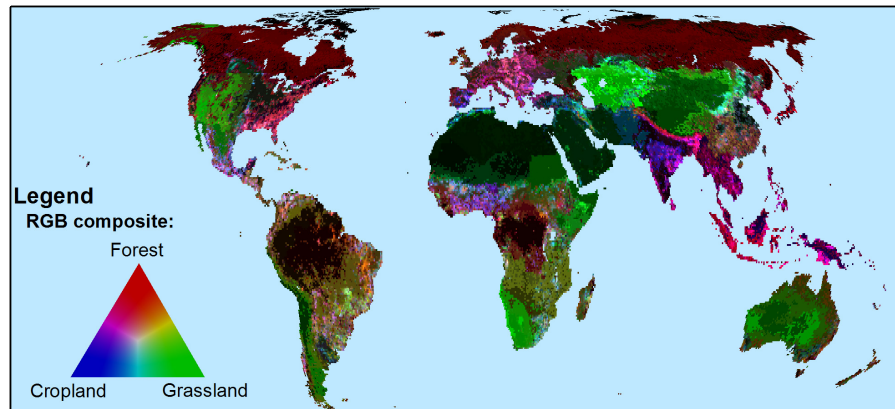 Legend
RGB composite:
Forest
Cropland
Grassland